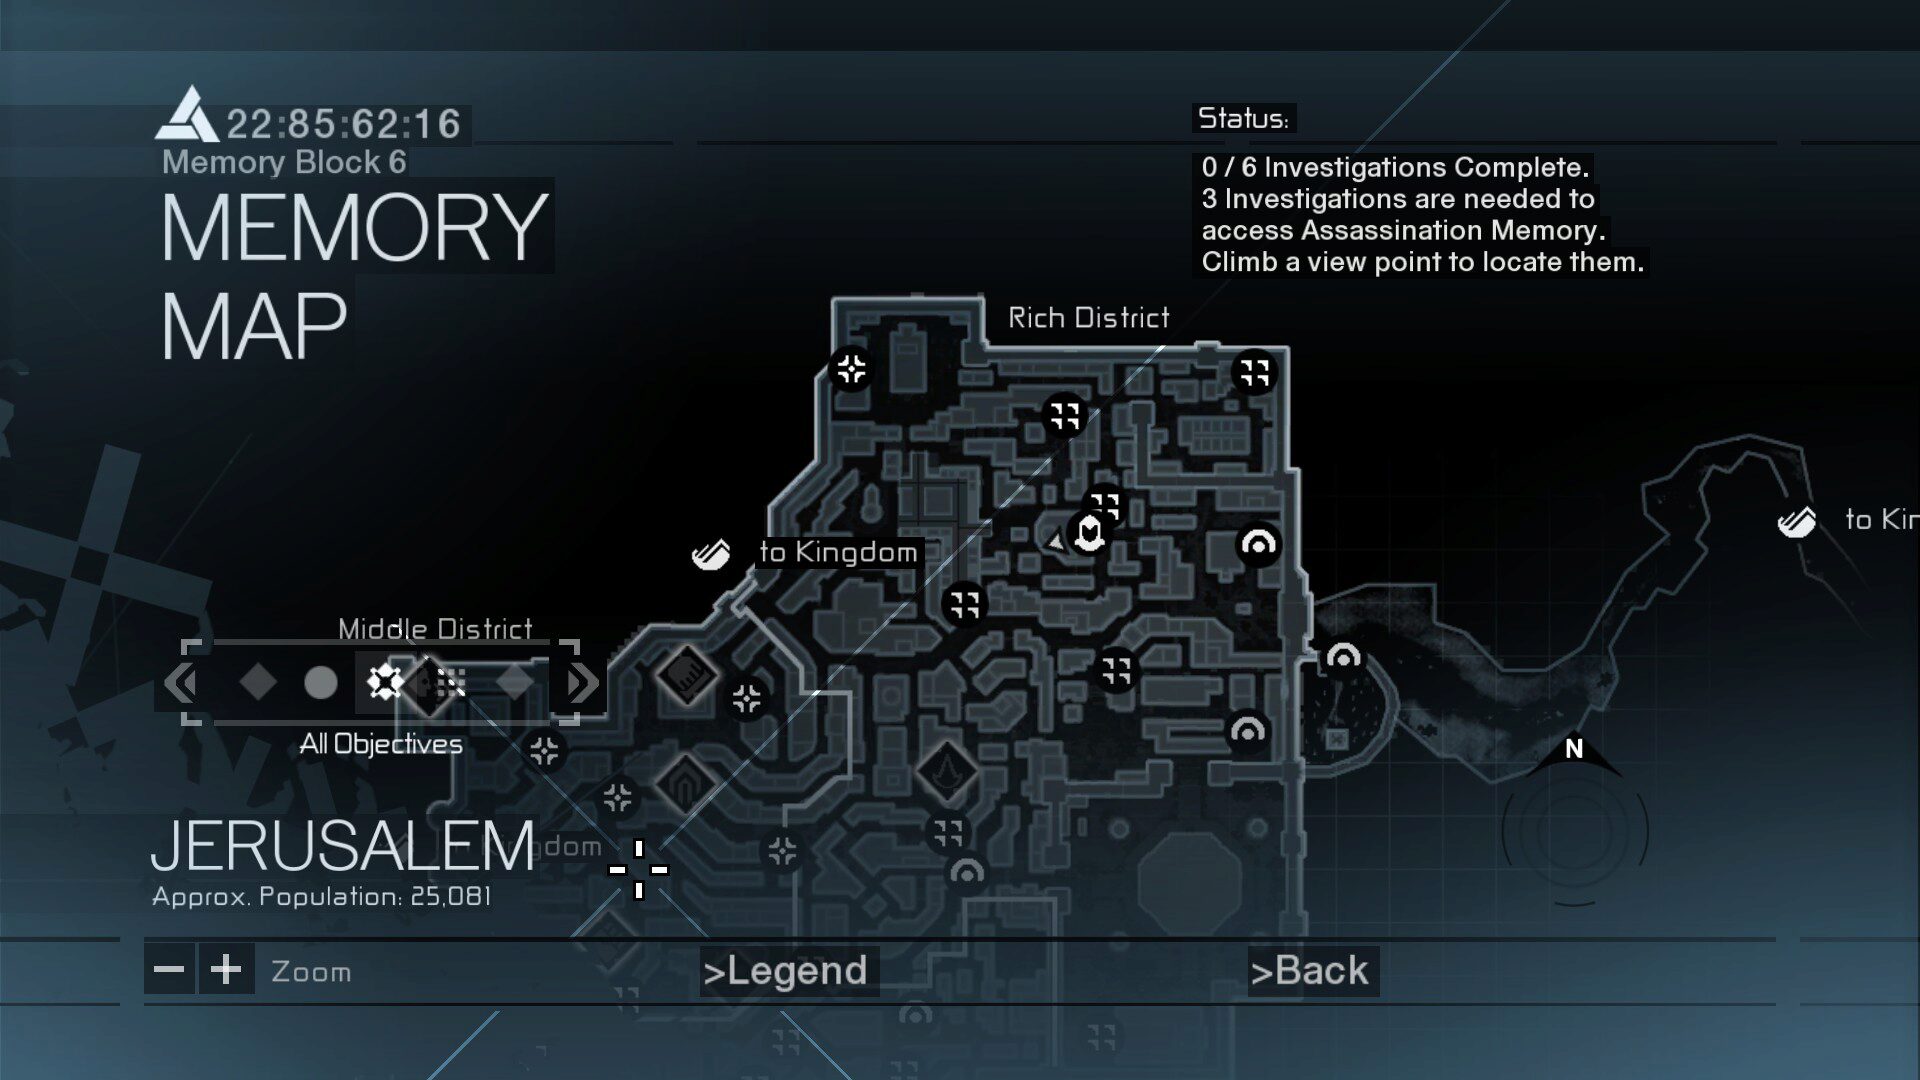 22:85:62:16
Memory Block 6
MEMORY
MAP
Status:
0 / 6 Investigations Complete.
3 Investigations are needed to
access Assassination Memory.
Climb a view point to locate them.
Rich District
to Kin
to Kingdom
Middle District
All Objectives
N
JERUSALEM
Approx. Population: 25,081
Zoom
>Legend
>Back